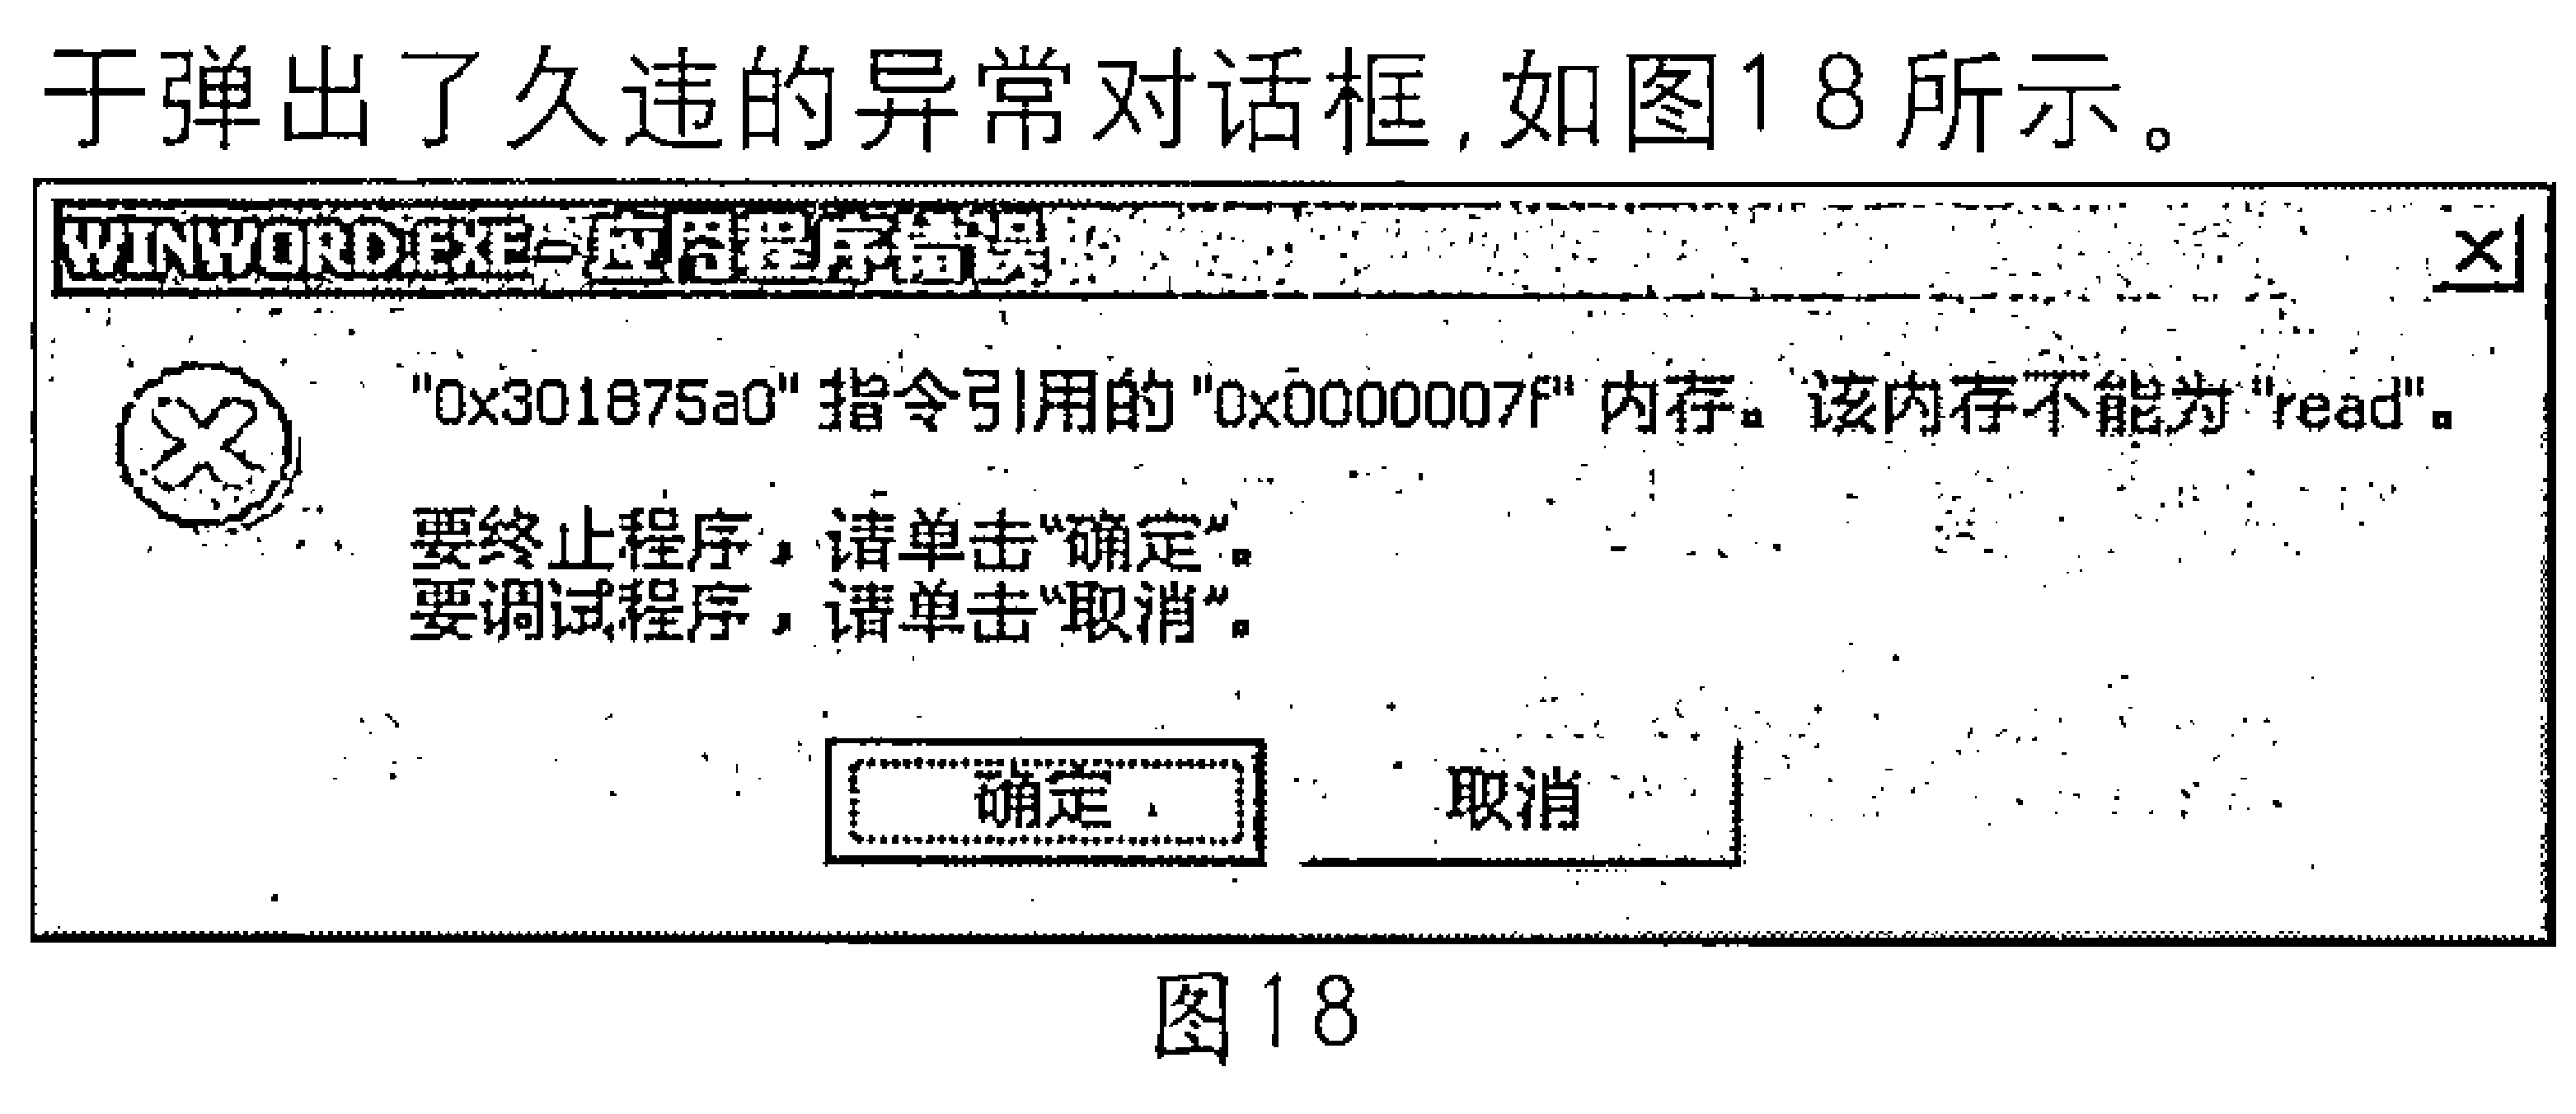 于弹出了久违的异常对话框,如图18所示。
WINWORD.EXE - 应用程序错误
"0x301875a0" 指令引用的 "0x0000007f" 内存。该内存不能为 "read"。
要终止程序，请单击“确定”。
要调试程序，请单击“取消”。
确定 取消
图18